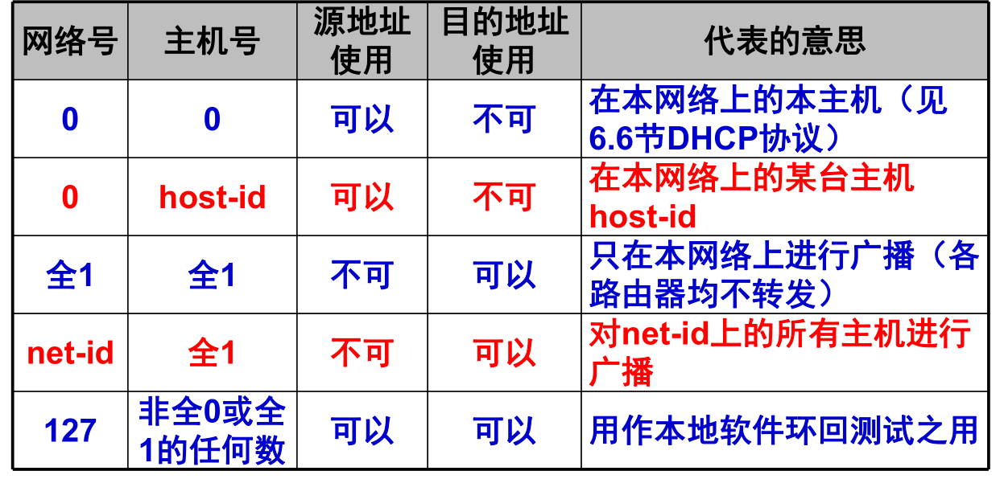 网络号 主机号 源地址使用 目的地址使用 代表的意思
0 0 可以 不可 在本网络上的本主机（见
6.6节DHCP协议）
0 host-id 可以 不可 在本网络上的某台主机
host-id
全1 全1 不可 可以 只在本网络上进行广播（各
路由器均不转发）
net-id 全1 不可 可以 对net-id上的所有主机进行
广播
127 非全0或全
1的任何数 可以 可以 用作本地软件环回测试之用